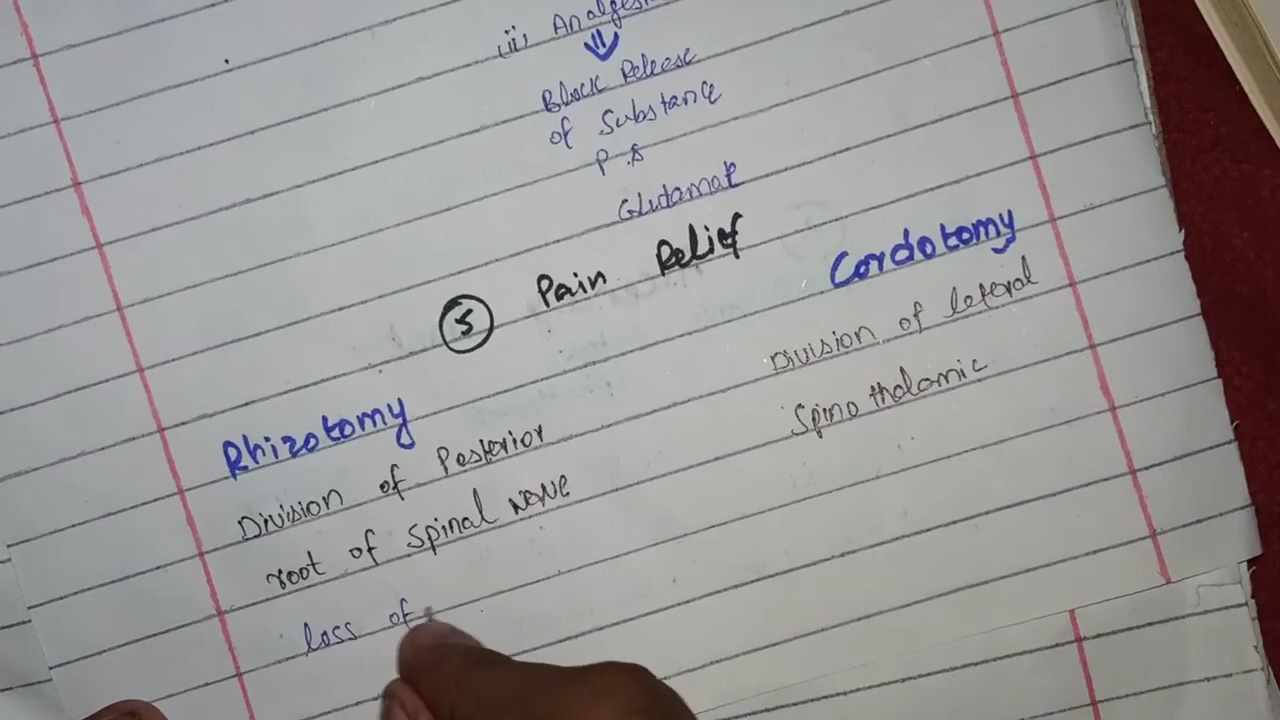 (ii)
Block Release
of Substance
P &
Glutamate
5 Pain Relief
Rhizotomy
Division of Posterior
root of spinal nerve
loss of
Cordotomy
Division of lateral
Spino thalamic